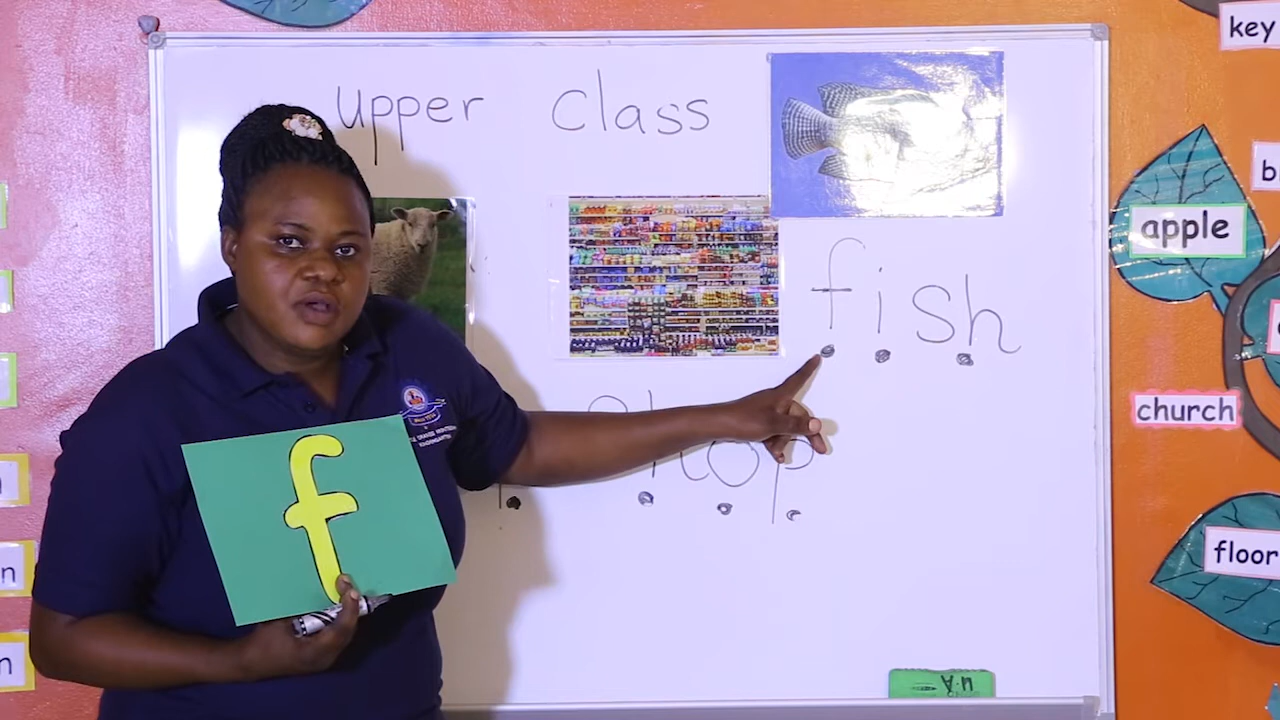 upper class
fish
shop
f
key
apple
church
floor